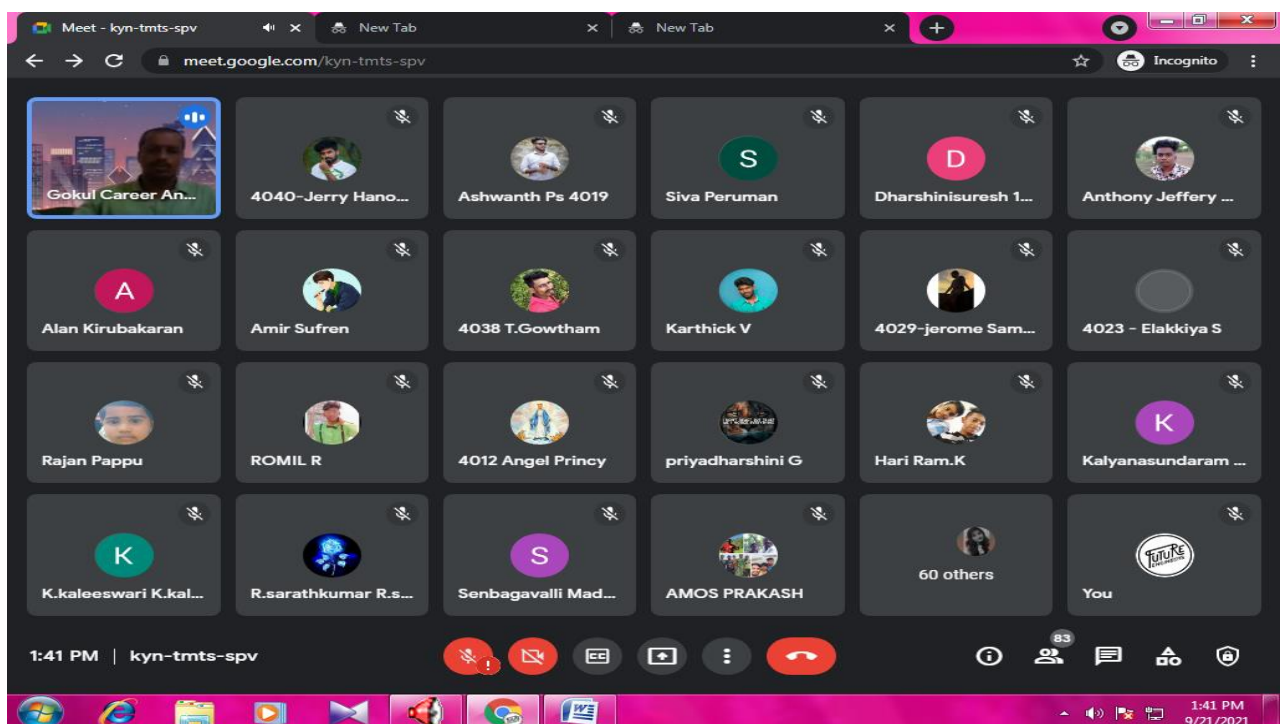 Meet - kyn-tmts-spv New Tab New Tab
meet.google.com/kyn-tmts-spv Incognito
Gokul Career An... 4040-Jerry Hano... Ashwanth Ps 4019 Siva Peruman Dharshinisuresh 1... Anthony Jeffery ...
S D
A
Alan Kirubakaran Amir Sufren 4038 T.Gowtham Karthick V 4029-jerome Sam... 4023 - Elakkiya S
K
Rajan Pappu ROMIL R 4012 Angel Princy priyadharshini G Hari Ram.K Kalyanasundaram ...
K S 60 others FUTURE
K.kaleeswari K.kal... R.sarathkumar R.s... Senbagavalli Mad... AMOS PRAKASH You
83
1:41 PM | kyn-tmts-spv CC
1:41 PM
9/21/2021